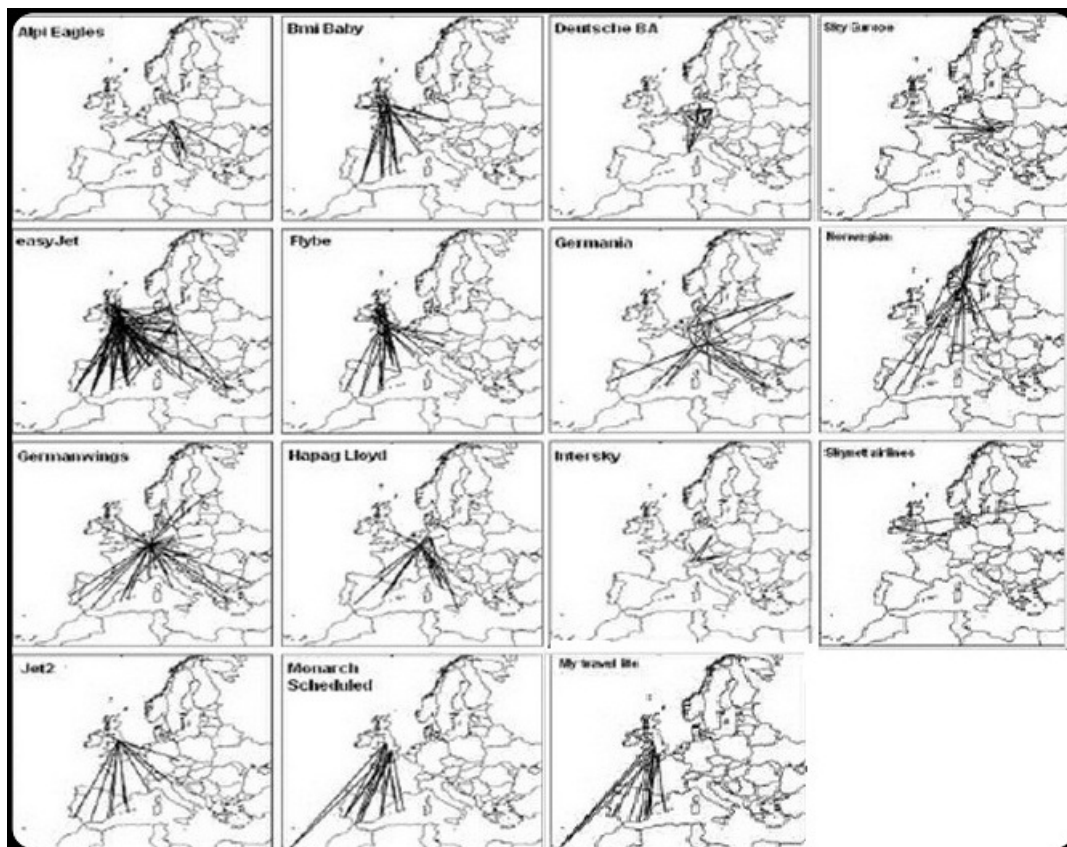 Alpi Eagles
Bmi Baby
Deutsche BA
Sky Europe
easyJet
Flybe
Germania
Norwegian
Germanwings
Hapag Lloyd
Intersky
Skynet airlines
Jet2
Monarch
Scheduled
My travel lite